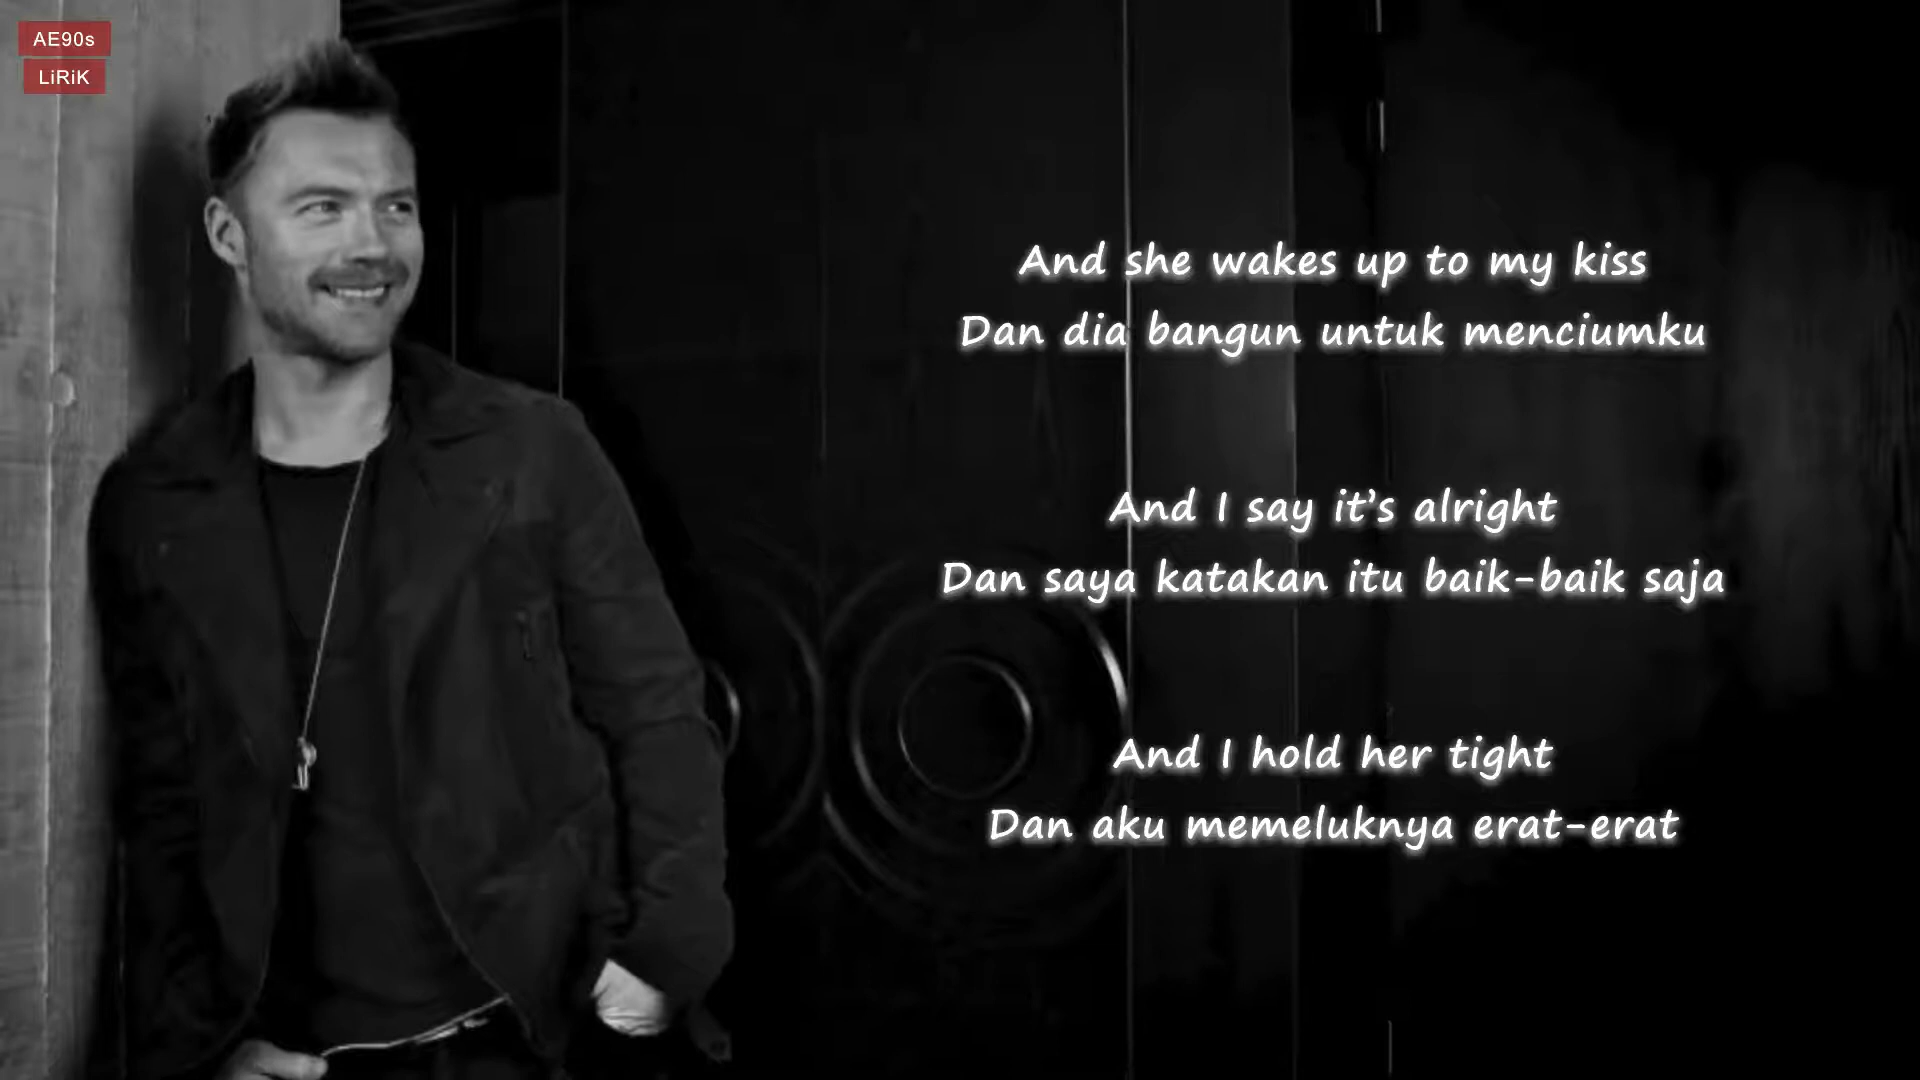 AE90s
LiRiK
And she wakes up to my kiss
Dan dia bangun untuk menciumku
And I say it's alright
Dan saya katakan itu baik-baik saja
And I hold her tight
Dan aku memeluknya erat-erat